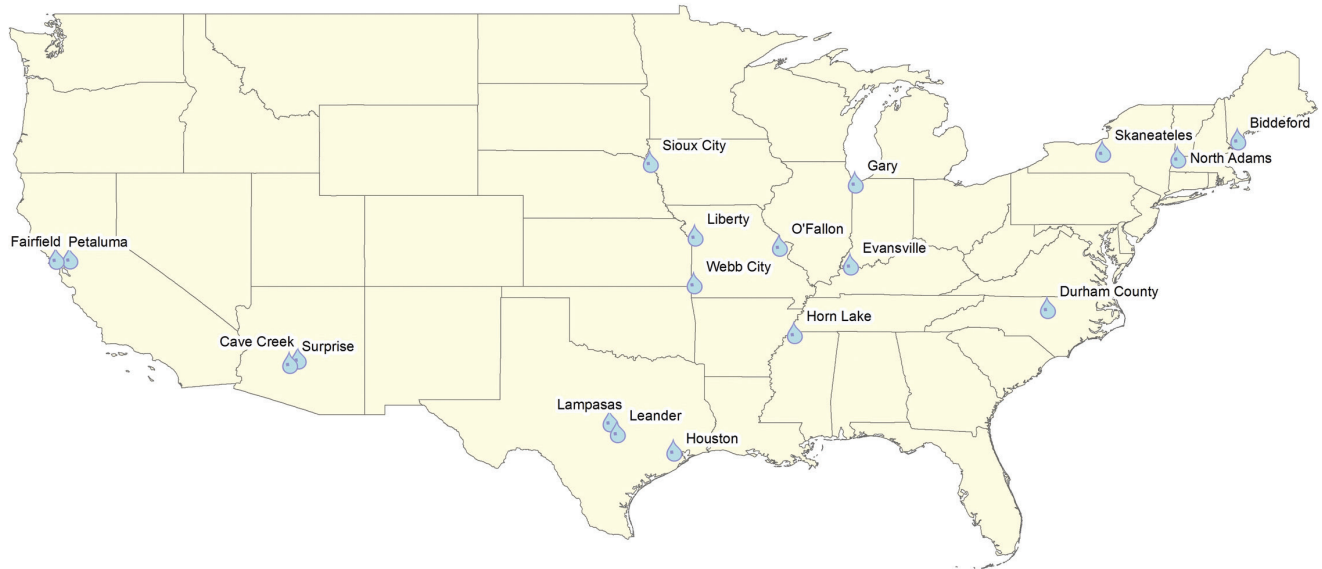 Biddeford
Skaneateles
North Adams
Sioux City
Gary
Liberty
O'Fallon
Fairfield
Petaluma
Evansville
Webb City
Durham County
Horn Lake
Cave Creek
Surprise
Lampasas
Leander
Houston